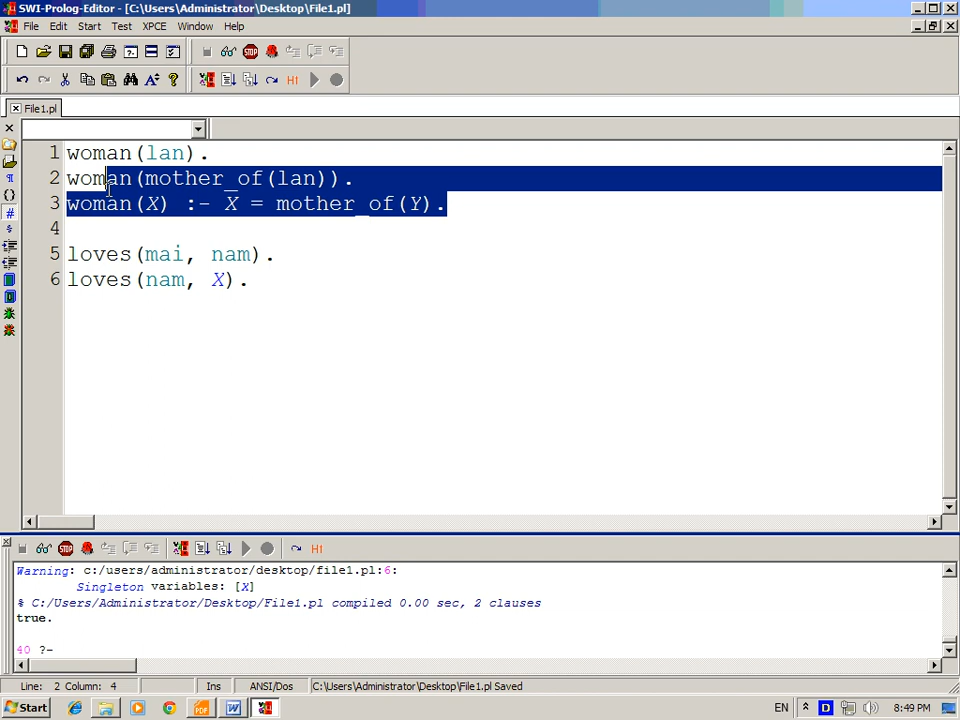 SWI-Prolog-Editor - [C:\Users\Administrator\Desktop\File1.pl]
File Edit Start Test XPCE Window Help
File1.pl
1 woman(lan).
2 woman(mother_of(lan)).
3 woman(X) :- X = mother_of(Y).
4
5 loves(mai, nam).
6 loves(nam, X).
Warning: c:/users/administrator/desktop/file1.pl:6:
Singleton variables: [X]
% C:/Users/Administrator/Desktop/File1.pl compiled 0.00 sec, 2 clauses
true.
40 ?-
Line: 2 Column: 4 Ins ANSI/Dos C:\Users\Administrator\Desktop\File1.pl Saved
Start EN 8:49 PM